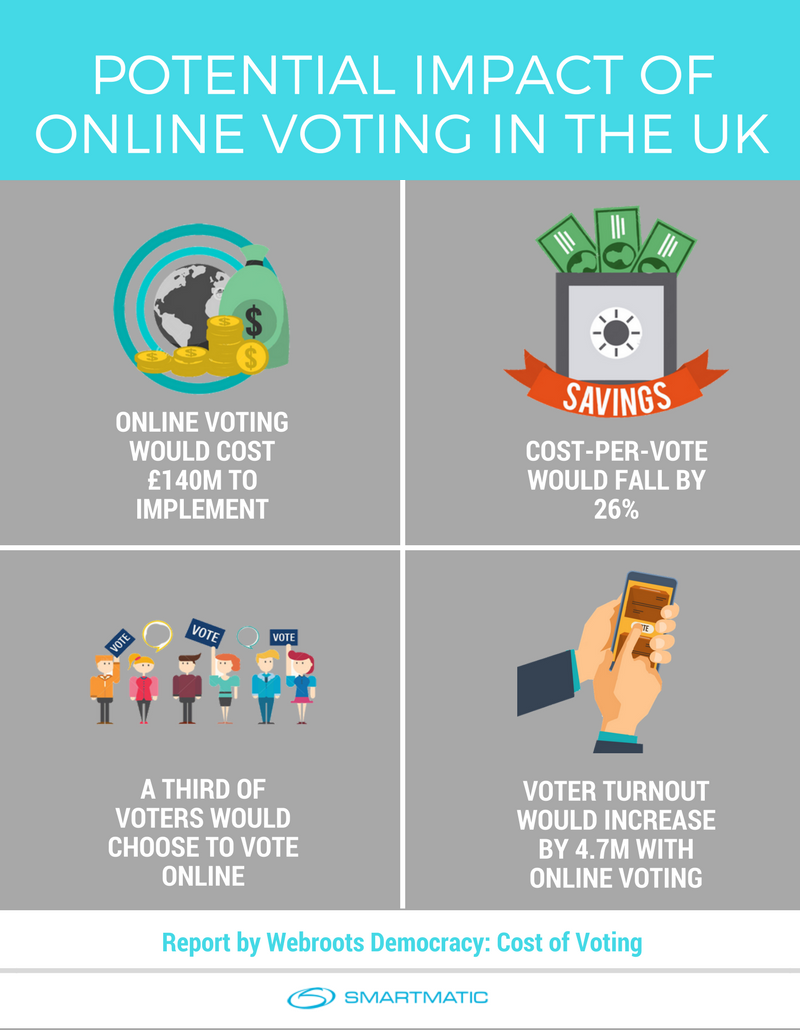 POTENTIAL IMPACT OF
ONLINE VOTING IN THE UK
$
$
$
$
$
SAVINGS
ONLINE VOTING
WOULD COST
£140M TO
IMPLEMENT
COST-PER-VOTE
WOULD FALL BY
26%
VOTE
VOTE
VOTE
A THIRD OF
VOTERS WOULD
CHOOSE TO VOTE
ONLINE
VOTER TURNOUT
WOULD INCREASE
BY 4.7M WITH
ONLINE VOTING
Report by Webroots Democracy: Cost of Voting
SMARTMATIC